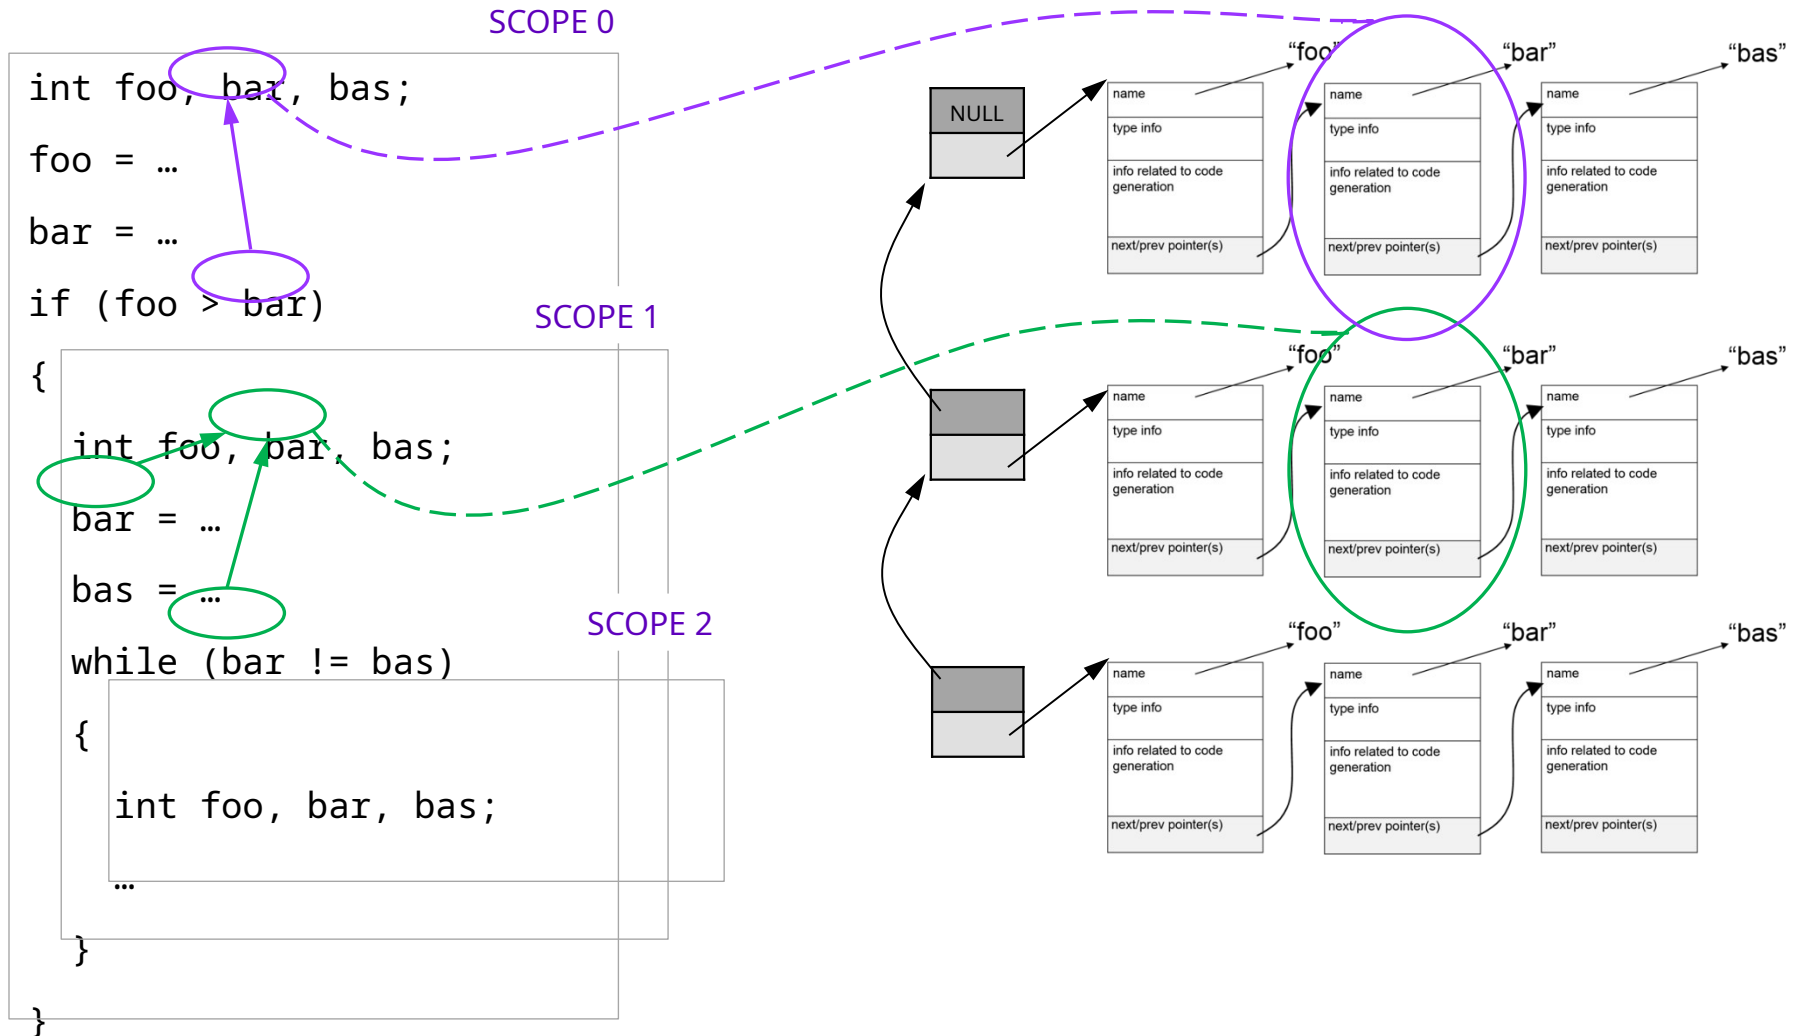 SCOPE 0
int foo, bar, bas;
foo = …
bar = …
if (foo > bar)
SCOPE 1
{
int foo, bar, bas;
bar = …
bas = …
SCOPE 2
while (bar != bas)
{
int foo, bar, bas;
…
}
}
NULL
“foo” “bar” “bas”
name name name
type info type info type info
info related to code info related to code info related to code
generation generation generation
next/prev pointer(s) next/prev pointer(s) next/prev pointer(s)
“foo” “bar” “bas”
name name name
type info type info type info
info related to code info related to code info related to code
generation generation generation
next/prev pointer(s) next/prev pointer(s) next/prev pointer(s)
“foo” “bar” “bas”
name name name
type info type info type info
info related to code info related to code info related to code
generation generation generation
next/prev pointer(s) next/prev pointer(s) next/prev pointer(s)